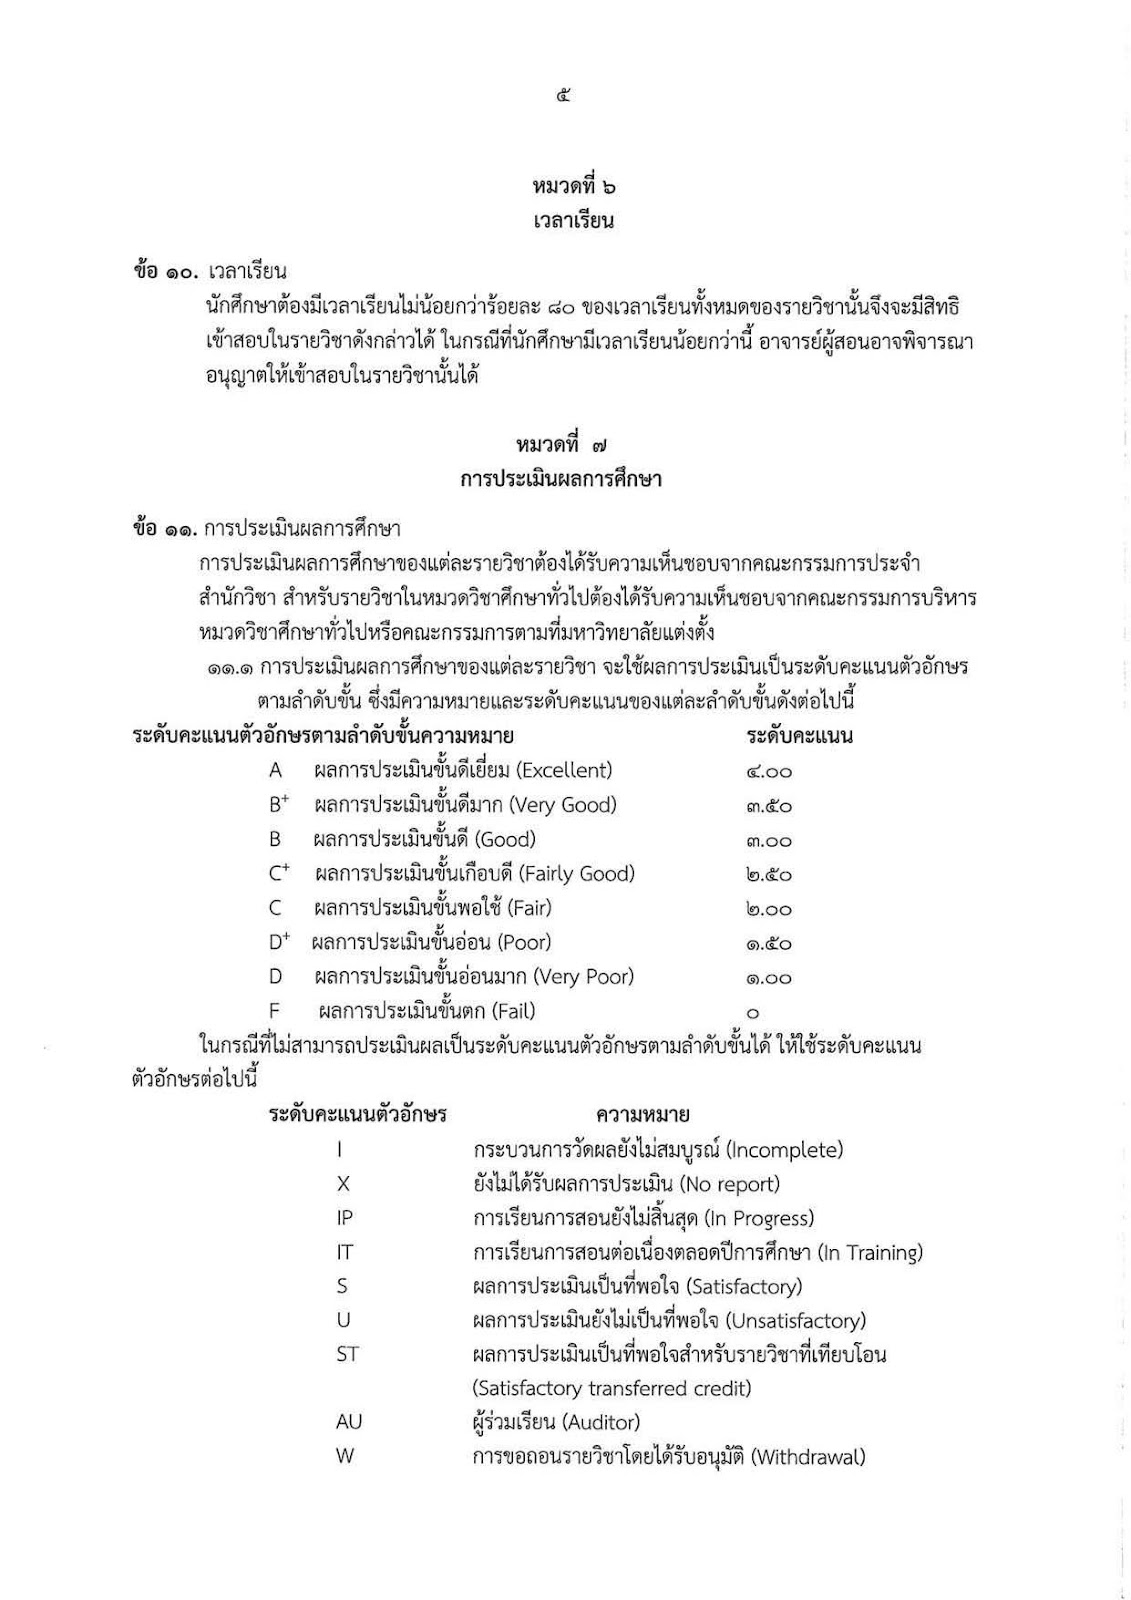 ๕
หมวดที่ ๖
เวลาเรียน
ข้อ ๑๐. เวลาเรียน
นักศึกษาต้องมีเวลาเรียนไม่น้อยกว่าร้อยละ ๘๐ ของเวลาเรียนทั้งหมดของรายวิชานั้นจึงจะมีสิทธิ
เข้าสอบในรายวิชาดังกล่าวได้ ในกรณีที่นักศึกษามีเวลาเรียนน้อยกว่านี้ อาจารย์ผู้สอนอาจพิจารณา
อนุญาตให้เข้าสอบในรายวิชานั้นได้
หมวดที่ ๗
การประเมินผลการศึกษา
ข้อ ๑๑. การประเมินผลการศึกษา
การประเมินผลการศึกษาของแต่ละรายวิชาต้องได้รับความเห็นชอบจากคณะกรรมการประจำ
สำนักวิชา สำหรับรายวิชาในหมวดวิชาศึกษาทั่วไปต้องได้รับความเห็นชอบจากคณะกรรมการบริหาร
หมวดวิชาศึกษาทั่วไปหรือคณะกรรมการตามที่มหาวิทยาลัยแต่งตั้ง
๑๑.๑ การประเมินผลการศึกษาของแต่ละรายวิชา จะใช้ผลการประเมินเป็นระดับคะแนนตัวอักษร
ตามลำดับขั้น ซึ่งมีความหมายและระดับคะแนนของแต่ละลำดับขั้นดังต่อไปนี้
ระดับคะแนนตัวอักษรตามลำดับขั้นความหมาย ระดับคะแนน
A ผลการประเมินขั้นดีเยี่ยม (Excellent) ๔.๐๐
B+ ผลการประเมินขั้นดีมาก (Very Good) ๓.๕๐
B ผลการประเมินขั้นดี (Good) ๓.๐๐
C+ ผลการประเมินขั้นเกือบดี (Fairly Good) ๒.๕๐
C ผลการประเมินขั้นพอใช้ (Fair) ๒.๐๐
D+ ผลการประเมินขั้นอ่อน (Poor) ๑.๕๐
D ผลการประเมินขั้นอ่อนมาก (Very Poor) ๑.๐๐
F ผลการประเมินขั้นตก (Fail) ๐
ในกรณีที่ไม่สามารถประเมินผลเป็นระดับคะแนนตัวอักษรตามลำดับขั้นได้ ให้ใช้ระดับคะแนน
ตัวอักษรต่อไปนี้
ระดับคะแนนตัวอักษร ความหมาย
I กระบวนการวัดผลยังไม่สมบูรณ์ (Incomplete)
X ยังไม่ได้รับผลการประเมิน (No report)
IP การเรียนการสอนยังไม่สิ้นสุด (In Progress)
IT การเรียนการสอนต่อเนื่องตลอดปีการศึกษา (In Training)
S ผลการประเมินเป็นที่พอใจ (Satisfactory)
U ผลการประเมินยังไม่เป็นที่พอใจ (Unsatisfactory)
ST ผลการประเมินเป็นที่พอใจสำหรับรายวิชาที่เทียบโอน
(Satisfactory transferred credit)
AU ผู้ร่วมเรียน (Auditor)
W การขอถอนรายวิชาโดยได้รับอนุมัติ (Withdrawal)